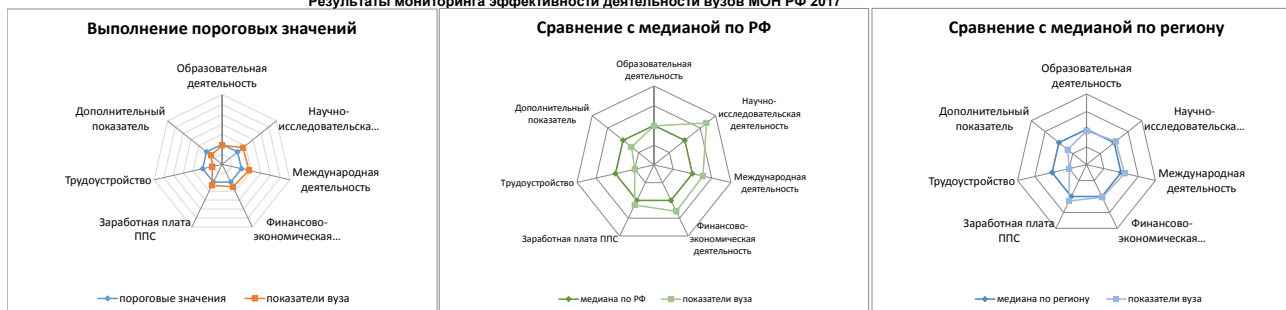 Результаты мониторинга эффективности деятельности вузов МОН РФ 2017
Выполнение пороговых значений
Образовательная
деятельность
Научно-
исследовательска...
Международная
деятельность
Финансово-
экономическая...
Заработная плата
ППС
Трудоустройство
Дополнительный
показатель
пороговые значения
показатели вуза
Сравнение с медианой по РФ
Образовательная
деятельность
Научно-
исследовательская
деятельность
Международная
деятельность
Финансово-
экономическая
деятельность
Заработная плата ППС
Трудоустройство
Дополнительный
показатель
медиана по РФ
показатели вуза
Сравнение с медианой по региону
Образовательная
деятельность
Научно-
исследовательска...
Международная
деятельность
Финансово-
экономическая...
Заработная плата
ППС
Трудоустройство
Дополнительный
показатель
медиана по региону
показатели вуза